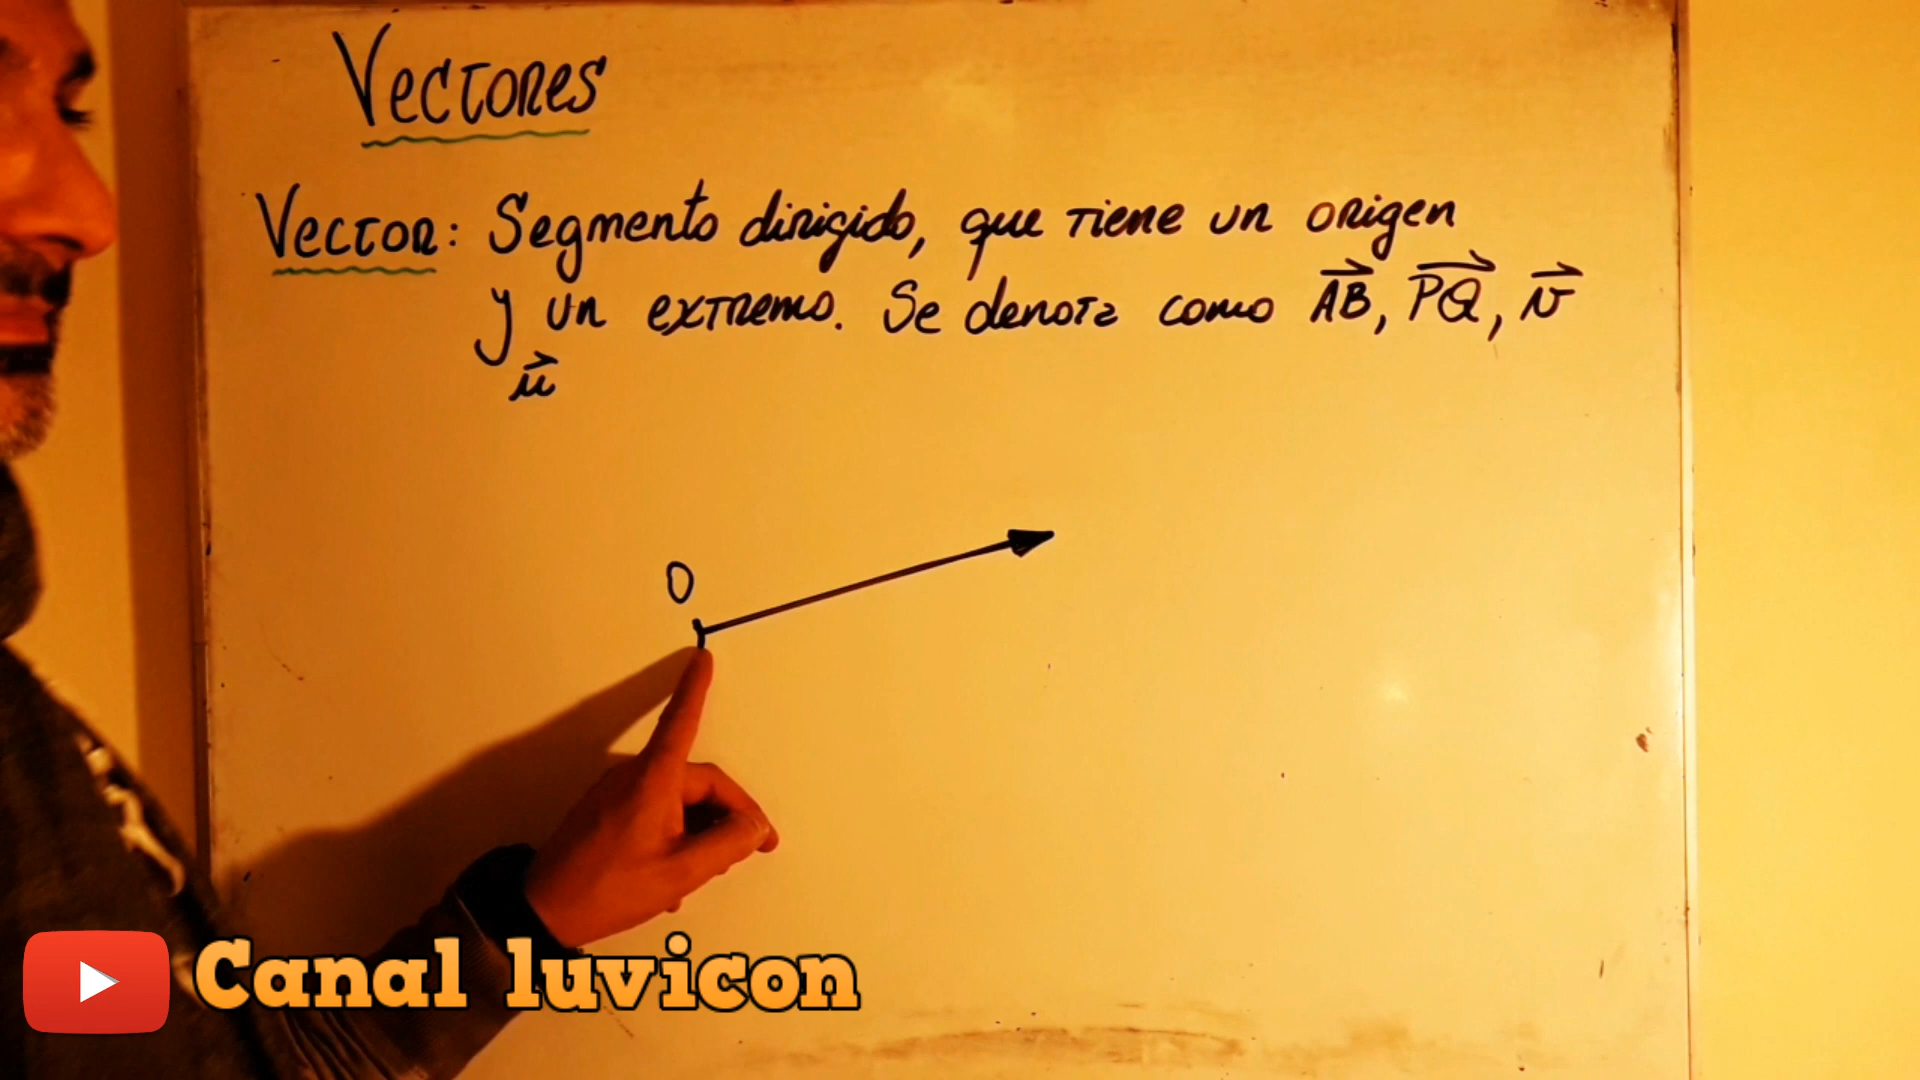 Vectores
Vector: Segmento dirigido, que tiene un origen
y un extremo. Se denota como AB, PQ, v
u
O
Canal luvicon